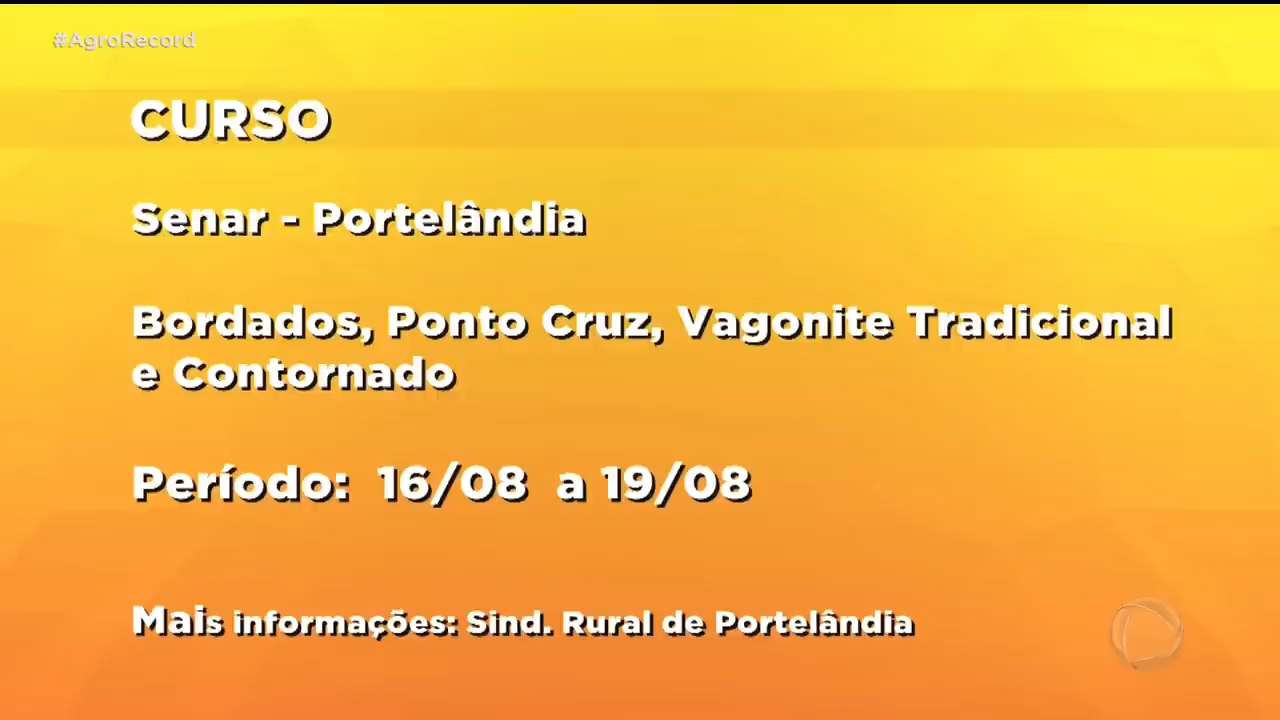 #AgroRecord
CURSO
Senar - Portelândia
Bordados, Ponto Cruz, Vagonite Tradicional
e Contornado
Período: 16/08 a 19/08
Mais informações: Sind. Rural de Portelândia